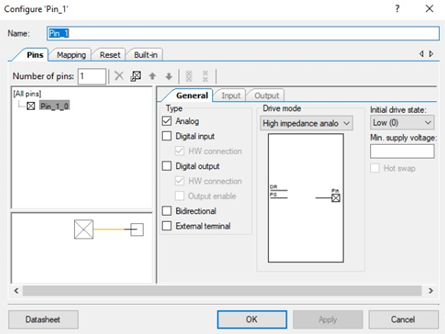 Configure 'Pin_1'
? X
Name: Pin_1
Pins Mapping Reset Built-in
Number of pins: 1
[All pins]
Pin_1_0
General Input Output
Type
Analog
Digital input
HW connection
Digital output
HW connection
Output enable
Bidirectional
External terminal
Drive mode
High impedance analo
DR
PS
Pin
Initial drive state:
Low (0)
Min. supply voltage:
Hot swap
Datasheet OK Apply Cancel